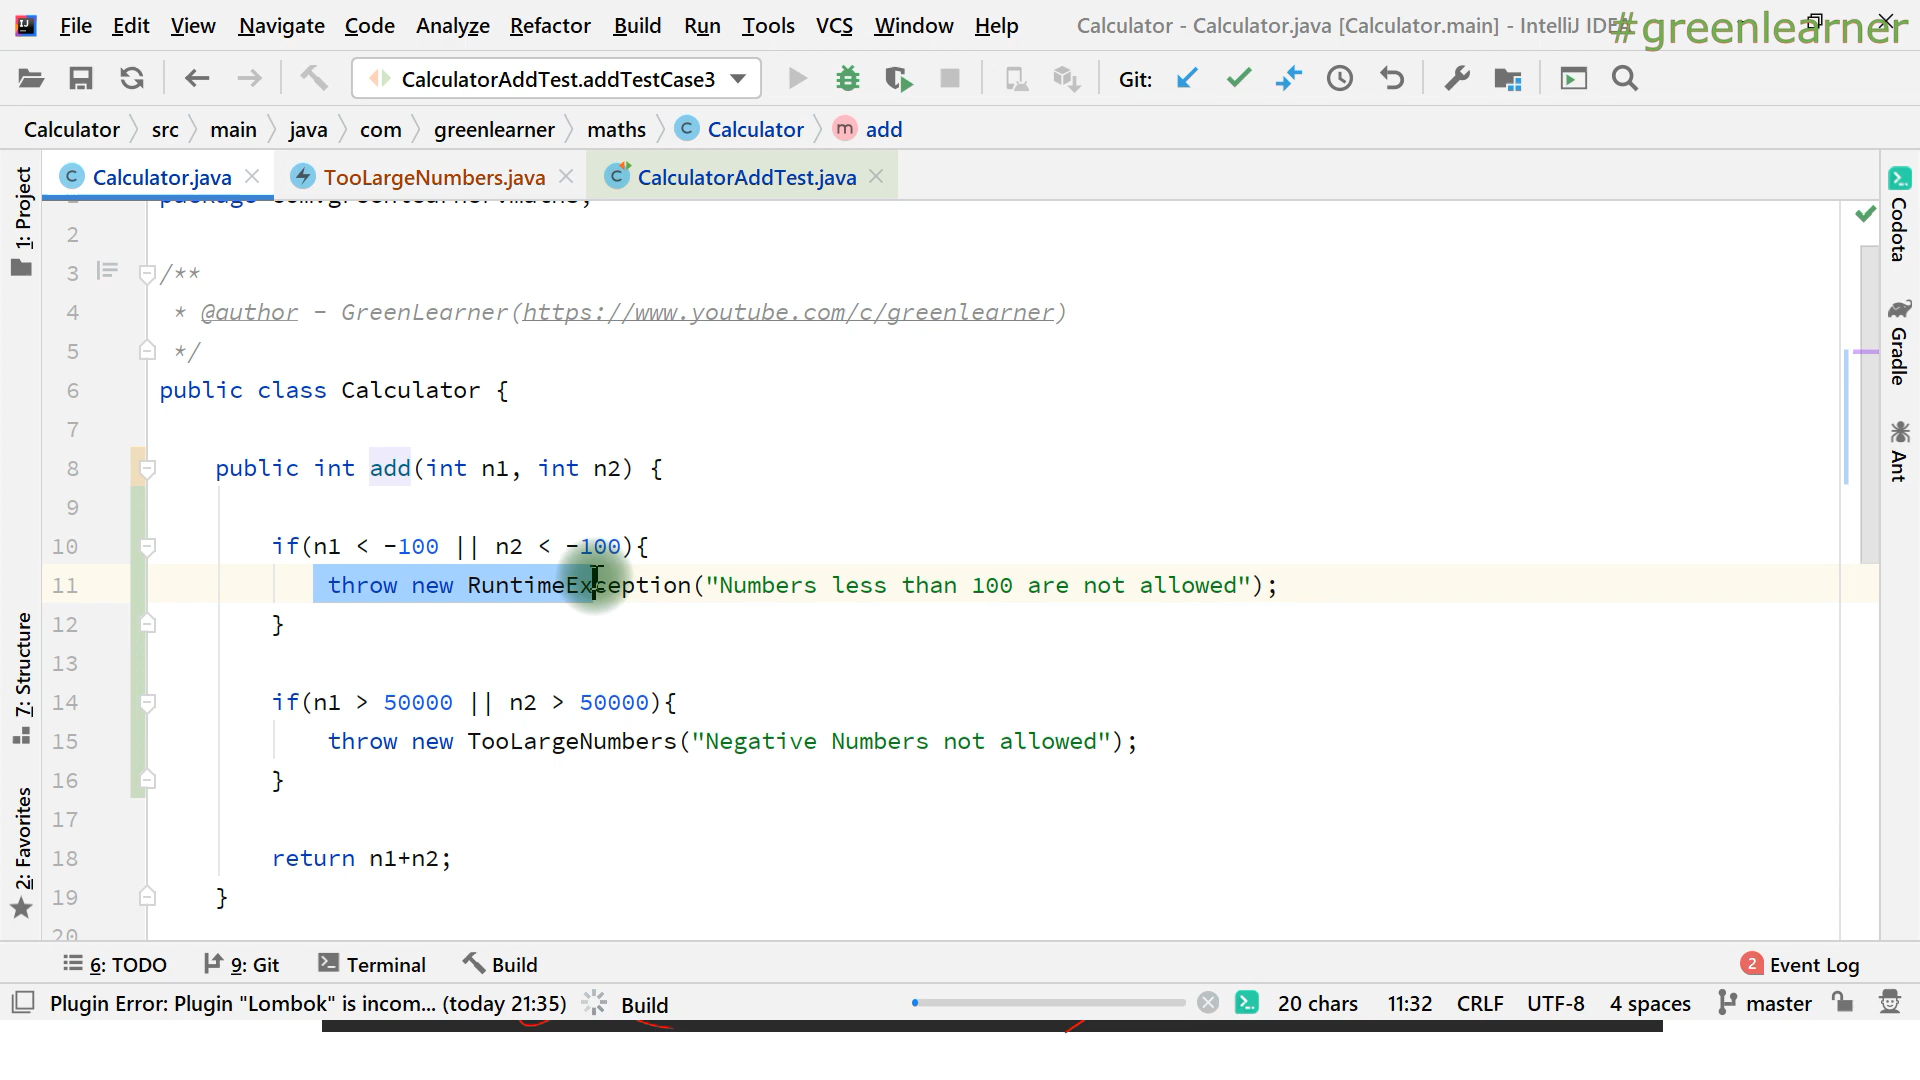 File Edit View Navigate Code Analyze Refactor Build Run Tools VCS Window Help Calculator - Calculator.java [Calculator.main] - IntelliJ IDE
#greenlearner
CalculatorAddTest.addTestCase3 Git:
Calculator src main java com greenlearner maths Calculator add
Calculator.java TooLargeNumbers.java CalculatorAddTest.java
2
3 /**
4 * @author - GreenLearner(https://www.youtube.com/c/greenlearner)
5 */
6 public class Calculator {
7
8 public int add(int n1, int n2) {
9
10 if(n1 < -100 || n2 < -100){
11 throw new RuntimeException("Numbers less than 100 are not allowed");
12 }
13
14 if(n1 > 50000 || n2 > 50000){
15 throw new TooLargeNumbers("Negative Numbers not allowed");
16 }
17
18 return n1+n2;
19 }
20
1: Project
7: Structure
2: Favorites
Codota
Gradle
Ant
6: TODO 9: Git Terminal Build 2 Event Log
Plugin Error: Plugin "Lombok" is incom... (today 21:35) Build 20 chars 11:32 CRLF UTF-8 4 spaces master